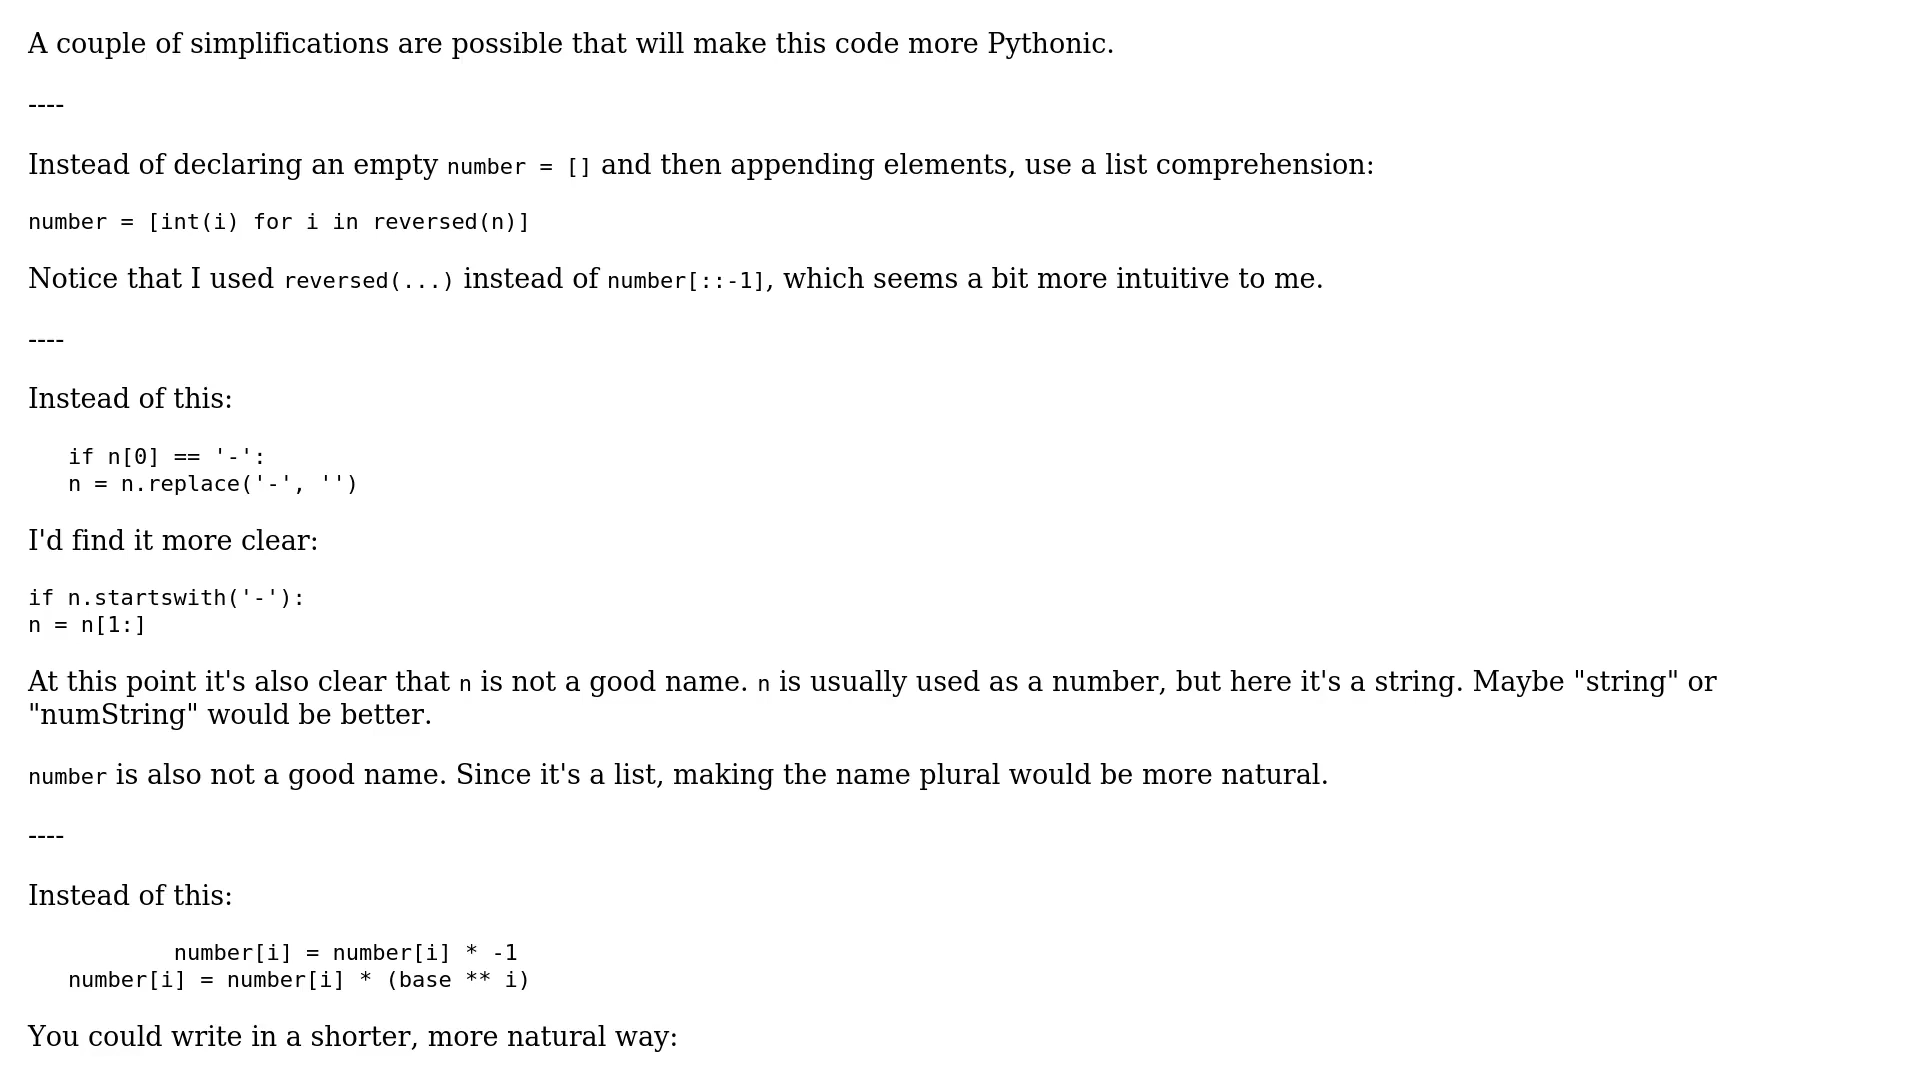 A couple of simplifications are possible that will make this code more Pythonic.
----
Instead of declaring an empty number = [] and then appending elements, use a list comprehension:
number = [int(i) for i in reversed(n)]
Notice that I used reversed(...) instead of number[::-1], which seems a bit more intuitive to me.
----
Instead of this:
   if n[0] == '-':
   n = n.replace('-', '')
I'd find it more clear:
if n.startswith('-'):
n = n[1:]
At this point it's also clear that n is not a good name. n is usually used as a number, but here it's a string. Maybe "string" or
"numString" would be better.
number is also not a good name. Since it's a list, making the name plural would be more natural.
----
Instead of this:
           number[i] = number[i] * -1
   number[i] = number[i] * (base ** i)
You could write in a shorter, more natural way: